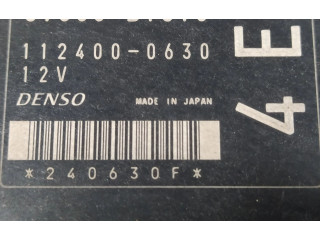 112400-0630
12V
DENSO MADE IN JAPAN
*240630F*
4E